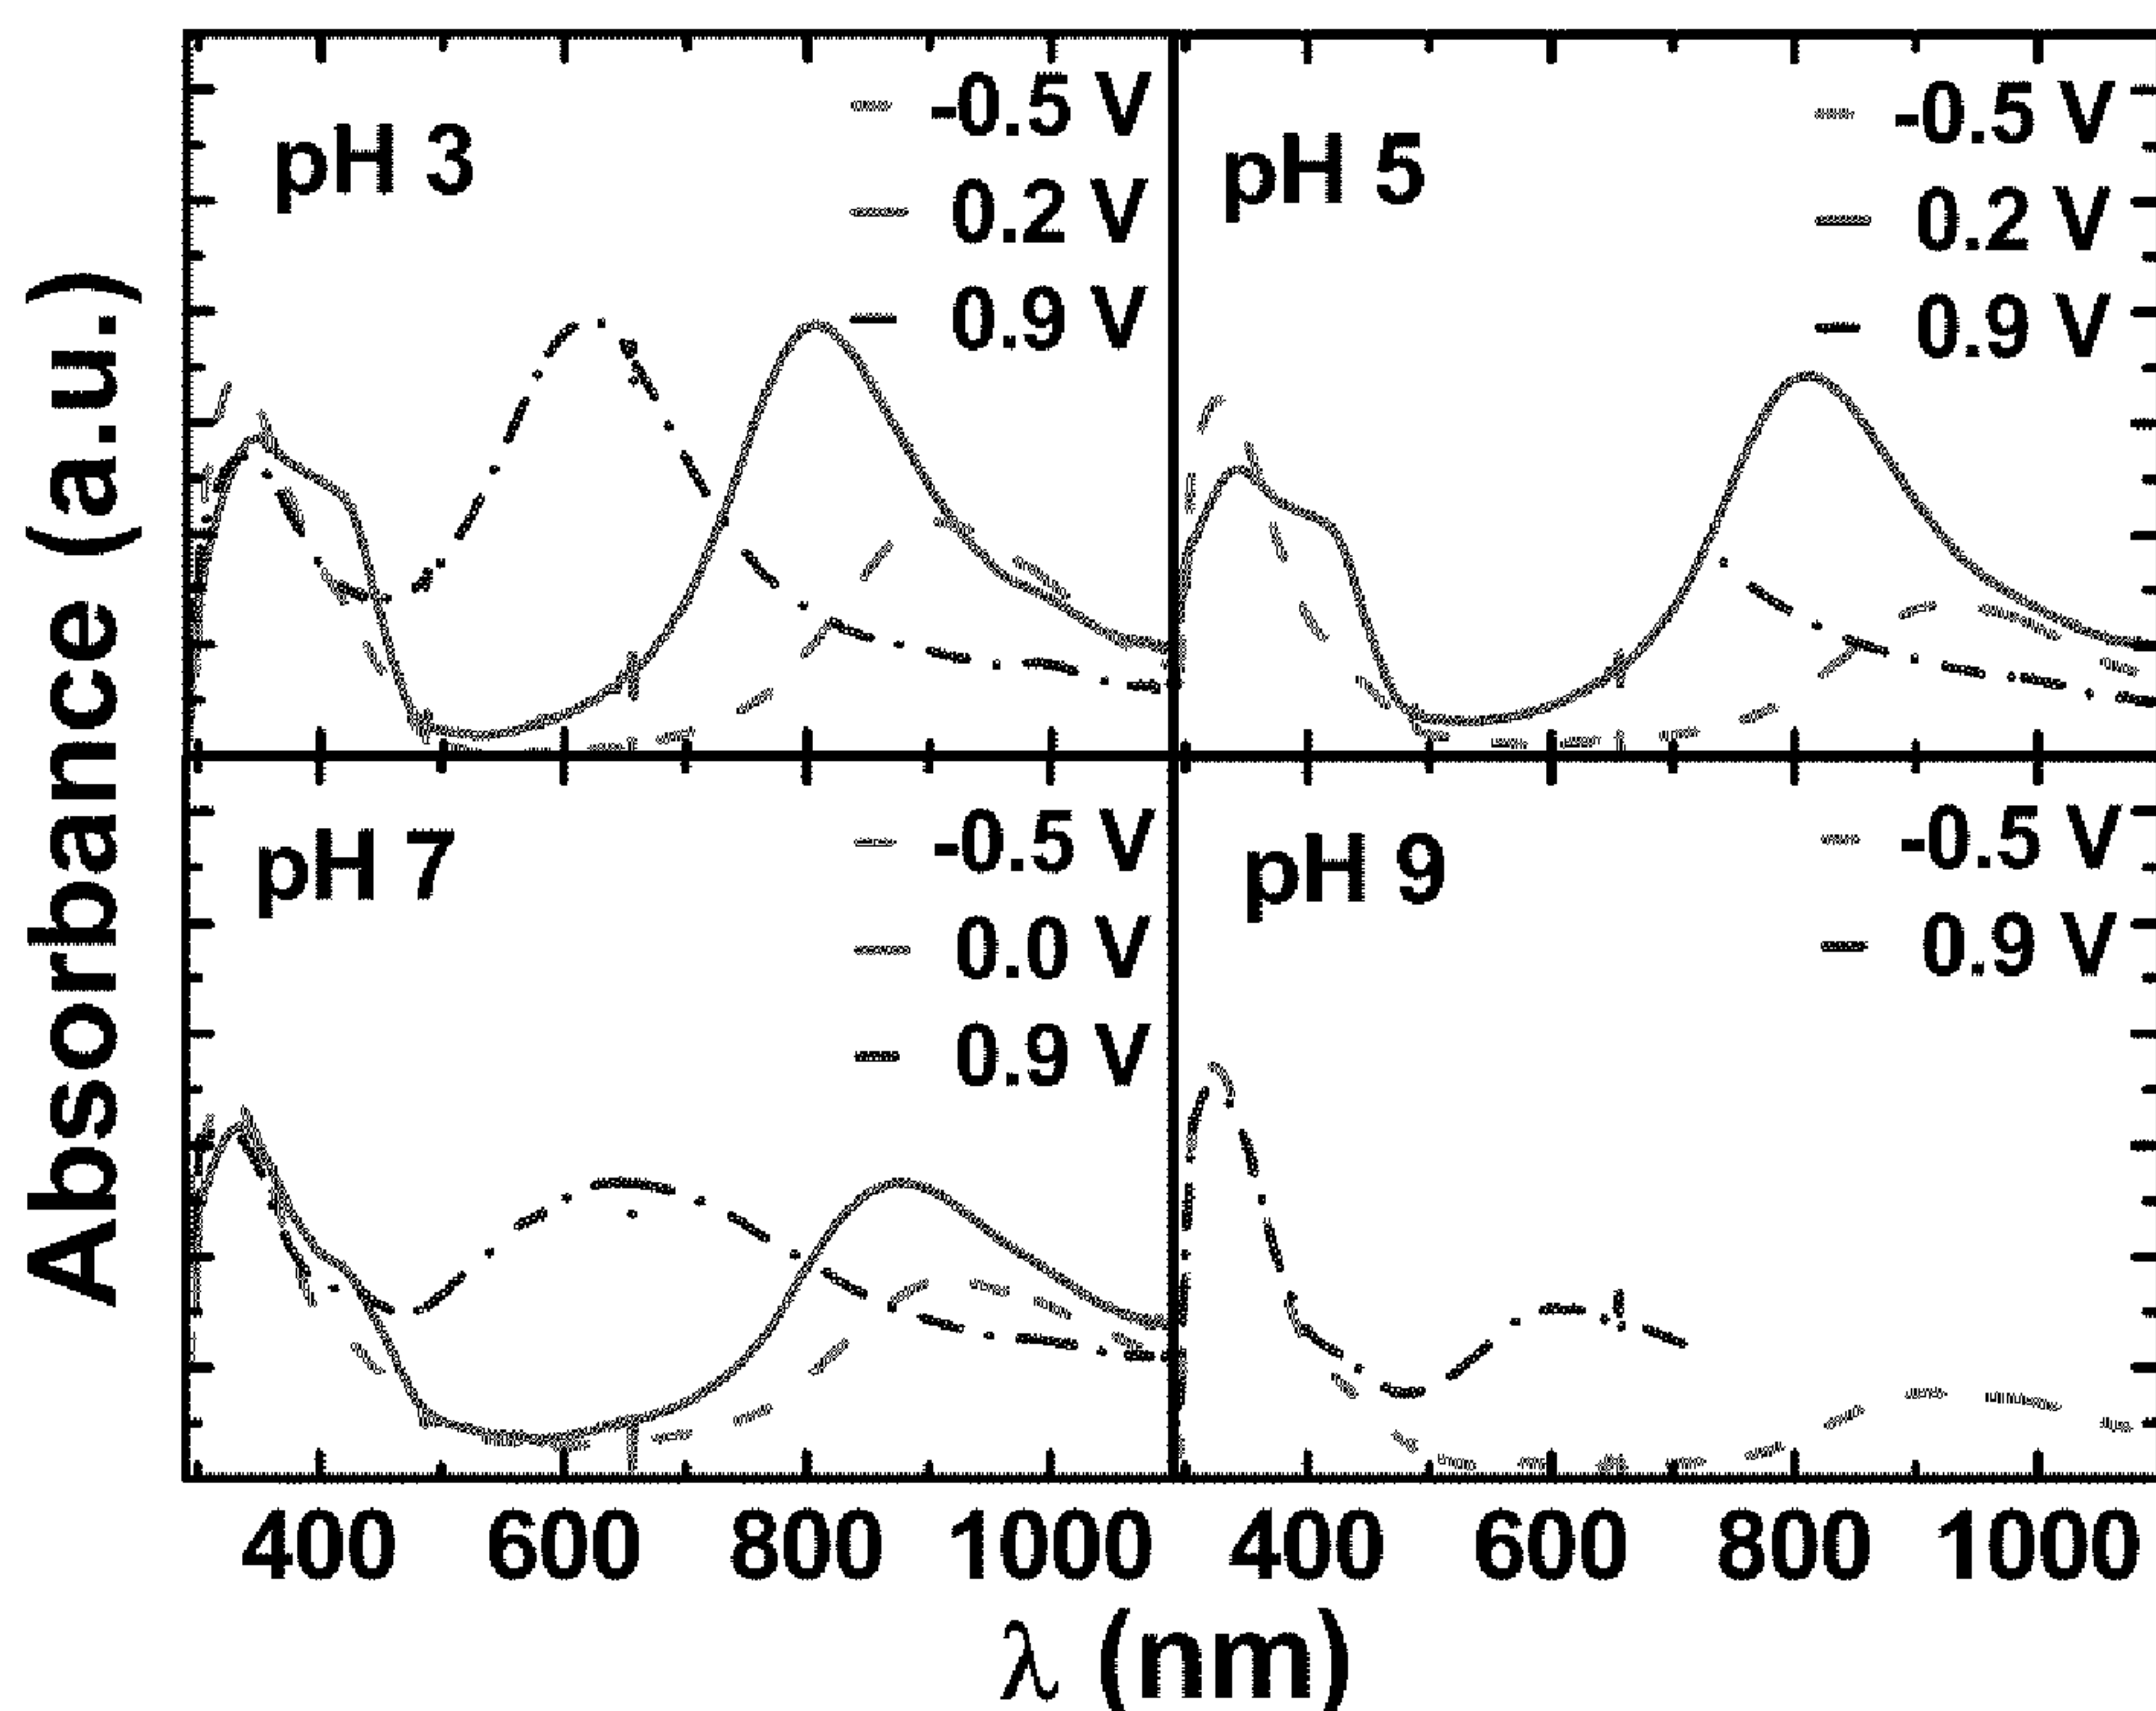 Absorbance (a.u.)
pH 3
-0.5 V
0.2 V
0.9 V
pH 5
-0.5 V
0.2 V
0.9 V
pH 7
-0.5 V
0.0 V
0.9 V
pH 9
-0.5 V
0.9 V
400 600 800 1000 400 600 800 1000
λ (nm)